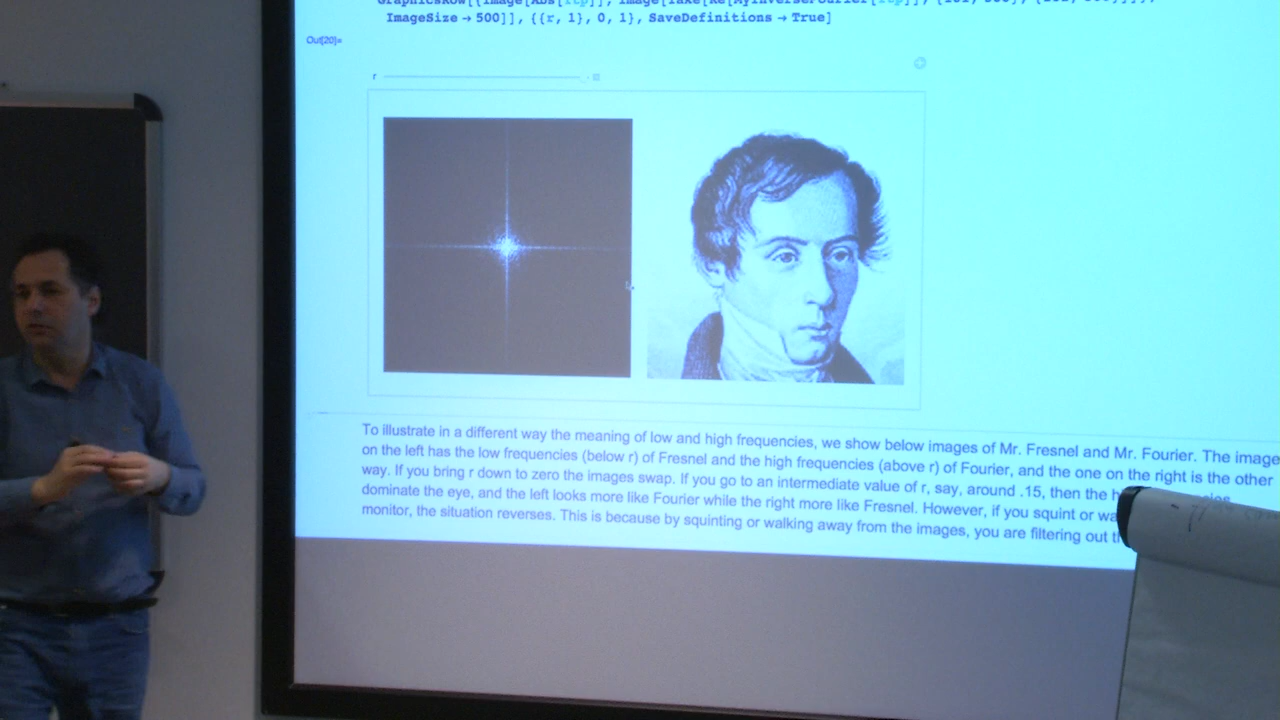 ImageSize → 500]], {{r, 1}, 0, 1}, SaveDefinitions → True]
Out[20]=
r
To illustrate in a different way the meaning of low and high frequencies, we show below images of Mr. Fresnel and Mr. Fourier. The image
on the left has the low frequencies (below r) of Fresnel and the high frequencies (above r) of Fourier, and the one on the right is the other
way. If you bring r down to zero the images swap. If you go to an intermediate value of r, say, around .15, then the
dominate the eye, and the left looks more like Fourier while the right more like Fresnel. However, if you squint or
monitor, the situation reverses. This is because by squinting or walking away from the images, you are filtering out